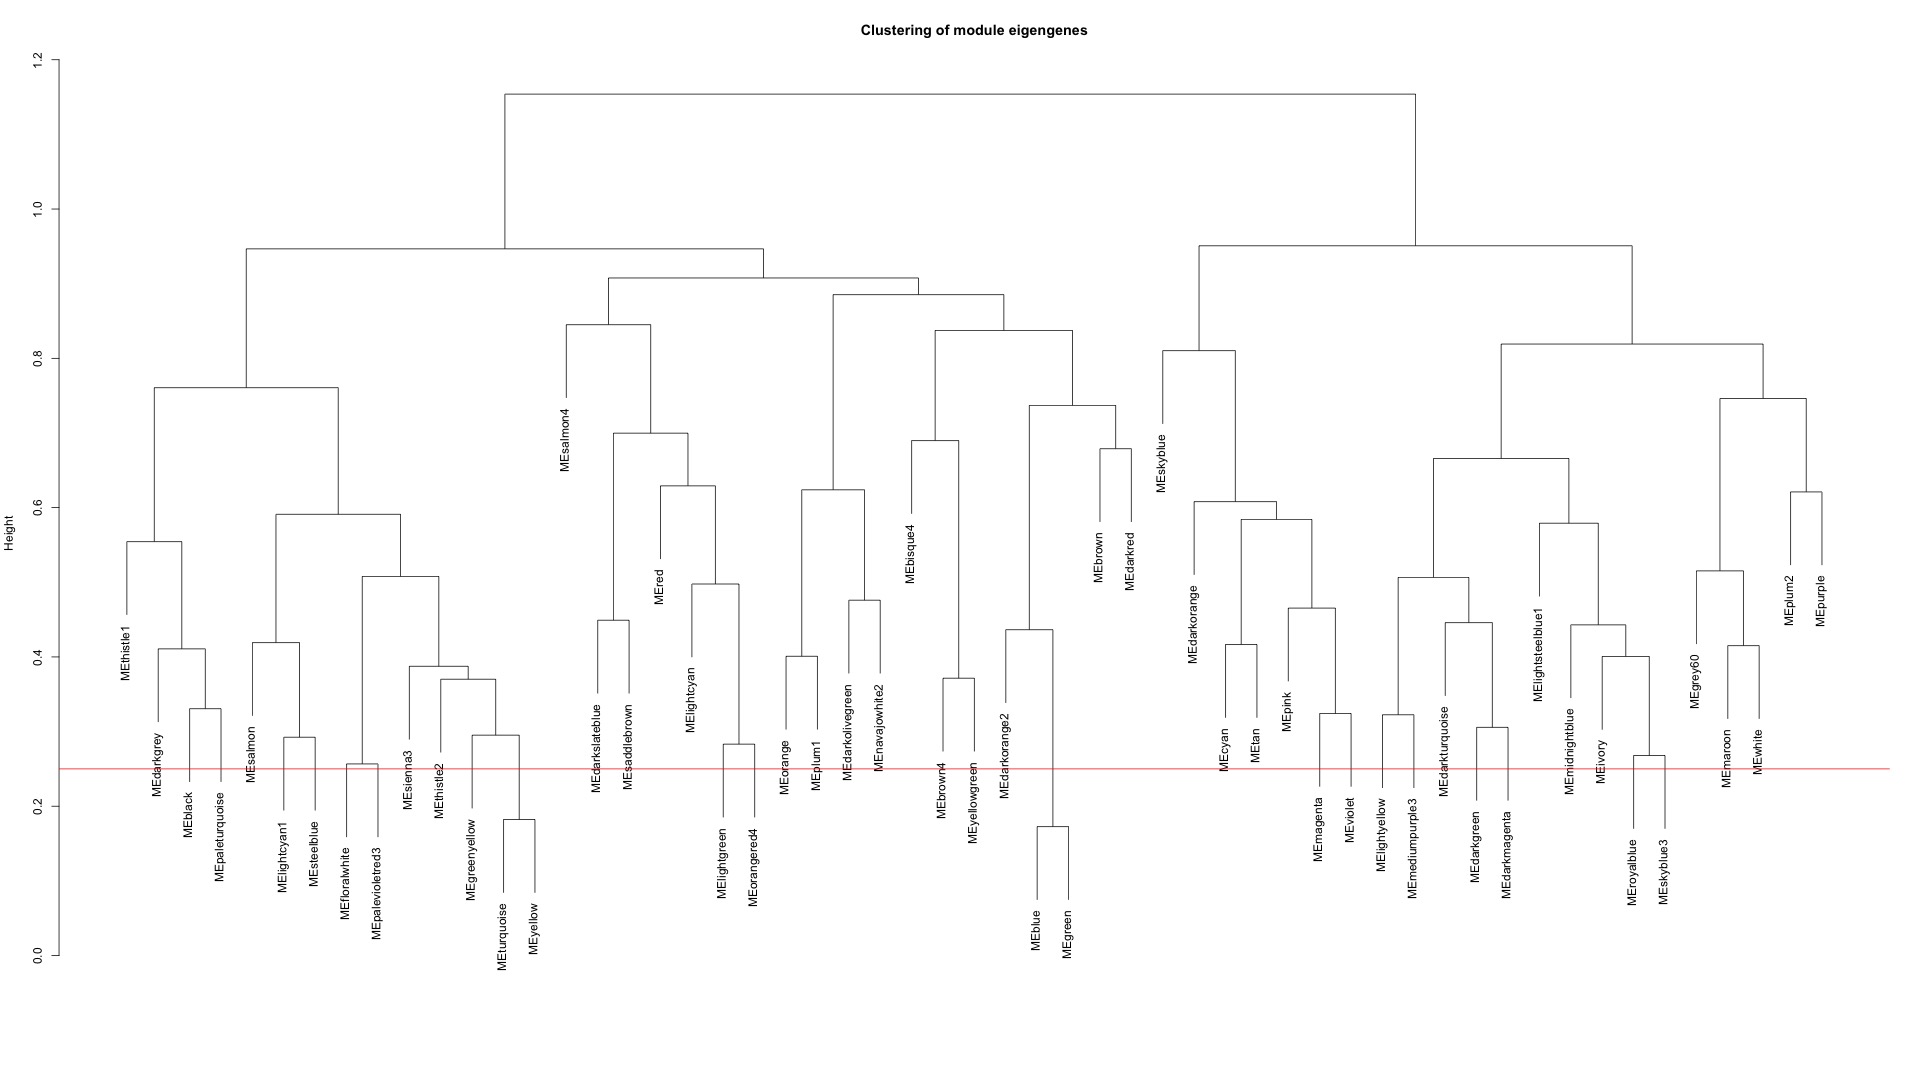 Clustering of module eigengenes
Height
1.2
1.0
0.8
0.6
0.4
0.2
0.0
MEthistle1
MEdarkgrey
MEblack
MEpaleturquoise
MEsalmon
MElightcyan1
MEsteelblue
MEfloralwhite
MEpalevioletred3
MEsienna3
MEthistle2
MEgreenyellow
MEturquoise
MEyellow
MEsalmon4
MEdarkslateblue
MEsaddlebrown
MEred
MElightcyan
MElightgreen
MEorangered4
MEorange
MEplum1
MEdarkolivegreen
MEnavajowhite2
MEbisque4
MEbrown4
MEyellowgreen
MEdarkorange2
MEblue
MEgreen
MEbrown
MEdarkred
MEskyblue
MEdarkorange
MEcyan
MEtan
MEpink
MEmagenta
MEviolet
MElightyellow
MEmediumpurple3
MEdarkturquoise
MEdarkgreen
MEdarkmagenta
MElightsteelblue1
MEmidnightblue
MEivory
MEroyalblue
MEskyblue3
MEgrey60
MEmaroon
MEwhite
MEplum2
MEpurple